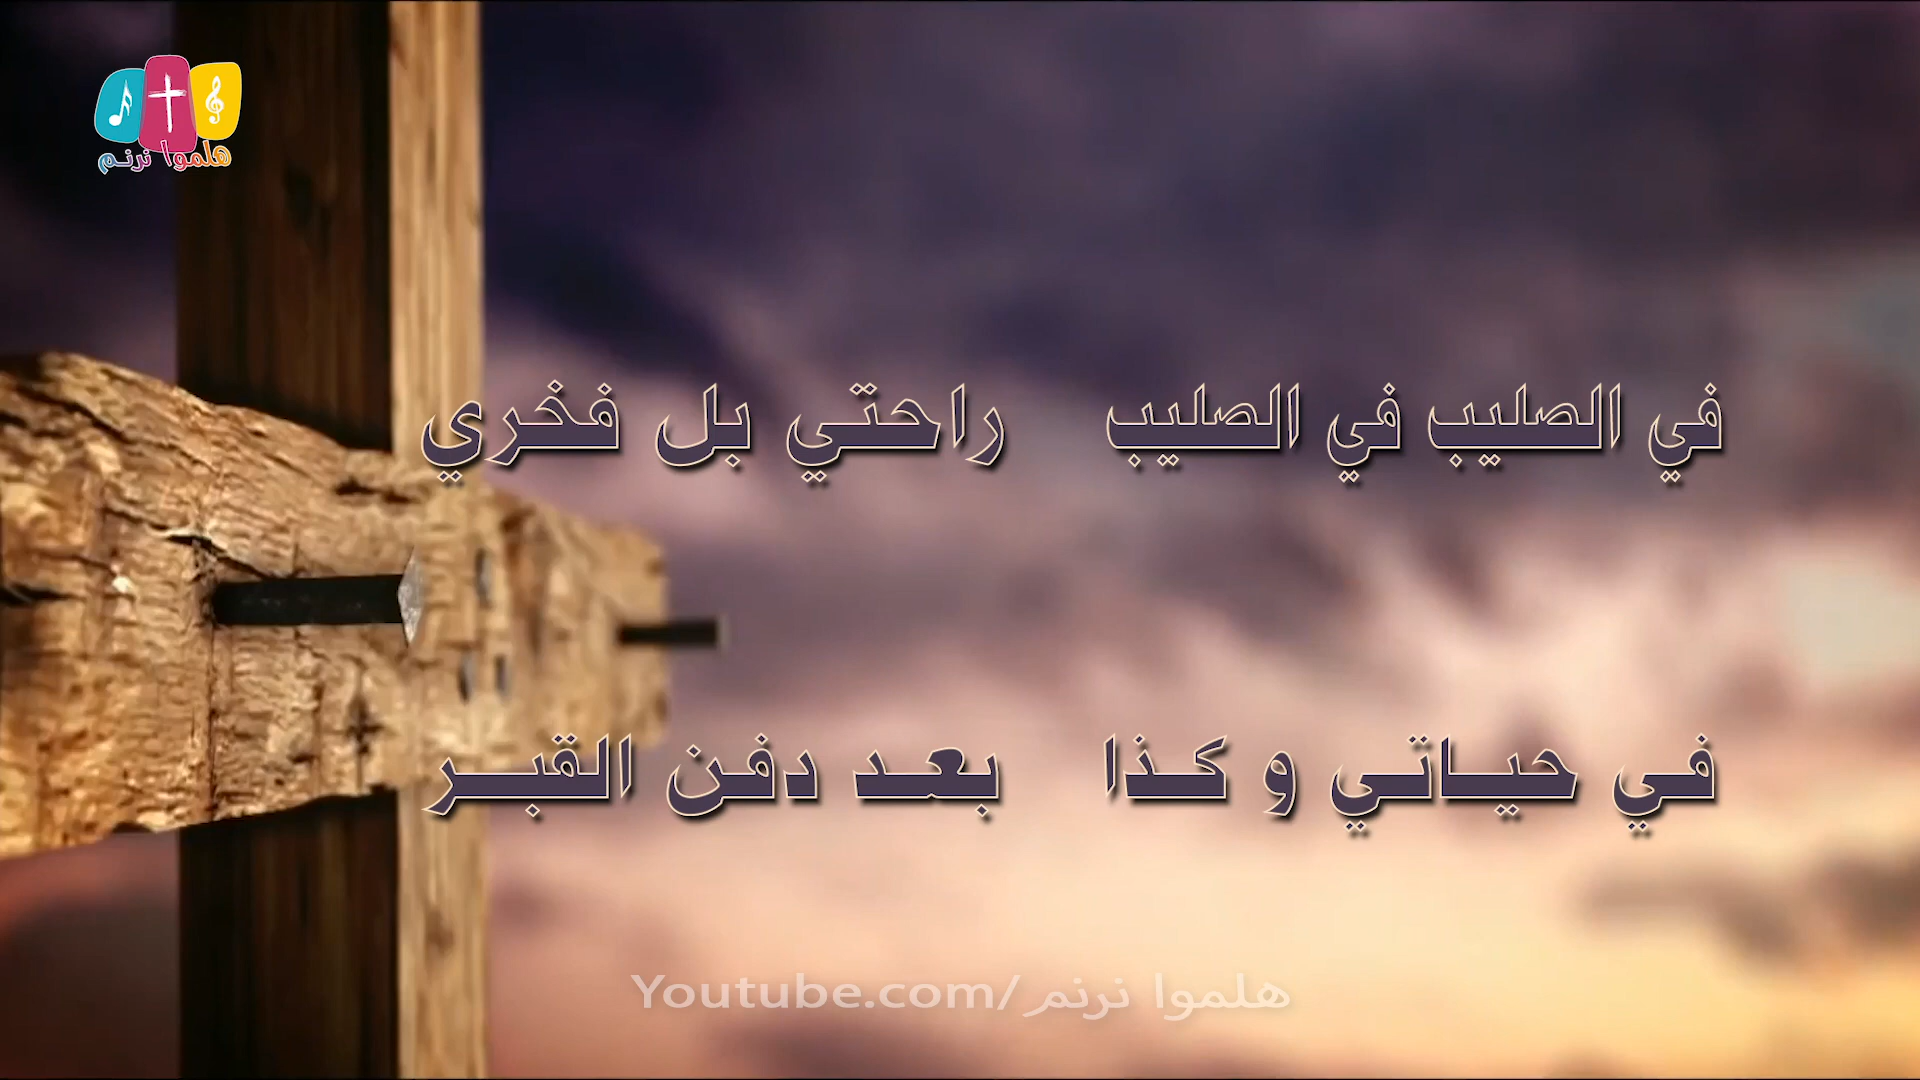 هلموا نرنم
في الصليب في الصليب راحتي بل فخري
في حياتي و كذا بعد دفن القبر
Youtube.com/هلموا نرنم